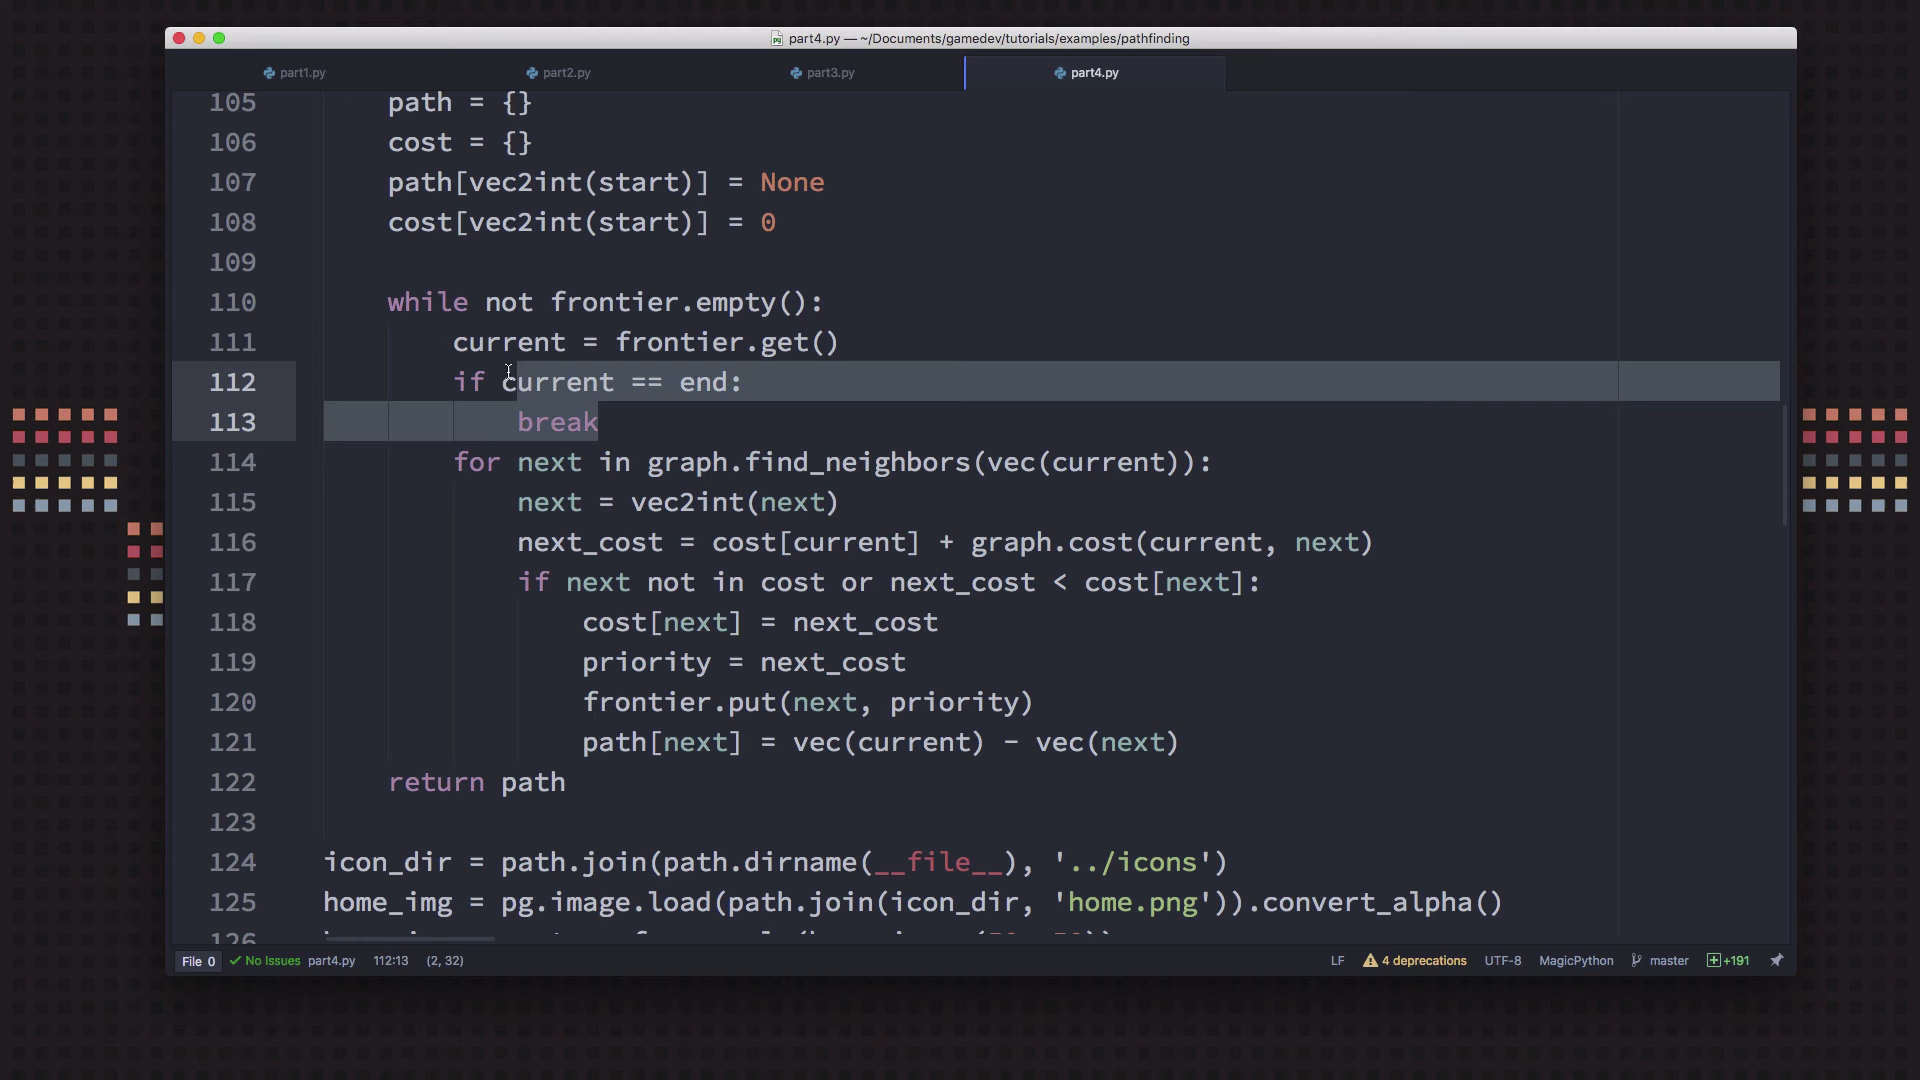 part4.py — ~/Documents/gamedev/tutorials/examples/pathfinding
part1.py
part2.py
part3.py
part4.py
105 path = {}
106 cost = {}
107 path[vec2int(start)] = None
108 cost[vec2int(start)] = 0
109
110 while not frontier.empty():
111 current = frontier.get()
112 if current == end:
113 break
114 for next in graph.find_neighbors(vec(current)):
115 next = vec2int(next)
116 next_cost = cost[current] + graph.cost(current, next)
117 if next not in cost or next_cost < cost[next]:
118 cost[next] = next_cost
119 priority = next_cost
120 frontier.put(next, priority)
121 path[next] = vec(current) - vec(next)
122 return path
123
124 icon_dir = path.join(path.dirname(__file__), '../icons')
125 home_img = pg.image.load(path.join(icon_dir, 'home.png')).convert_alpha()
126
File 0 No Issues part4.py 112:13 (2, 32) LF 4 deprecations UTF-8 MagicPython master +191